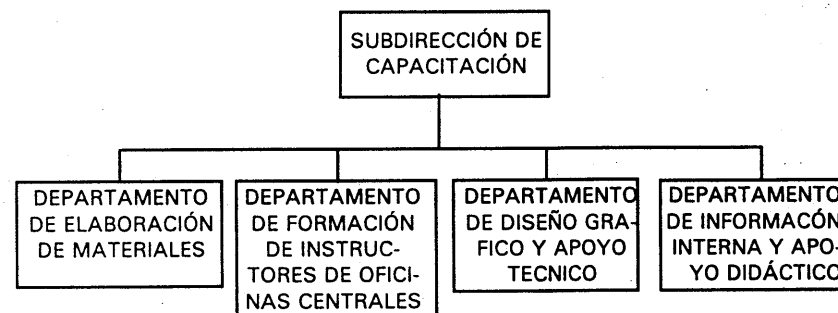 SUBDIRECCIÓN DE
CAPACITACIÓN
DEPARTAMENTO
DE ELABORACIÓN
DE MATERIALES
DEPARTAMENTO
DE FORMACIÓN
DE INSTRUC-
TORES DE OFICI-
NAS CENTRALES
DEPARTAMENTO
DE DISEÑO GRA-
FICO Y APOYO
TECNICO
DEPARTAMENTO
DE INFORMACÓN
INTERNA Y APO-
YO DIDÁCTICO